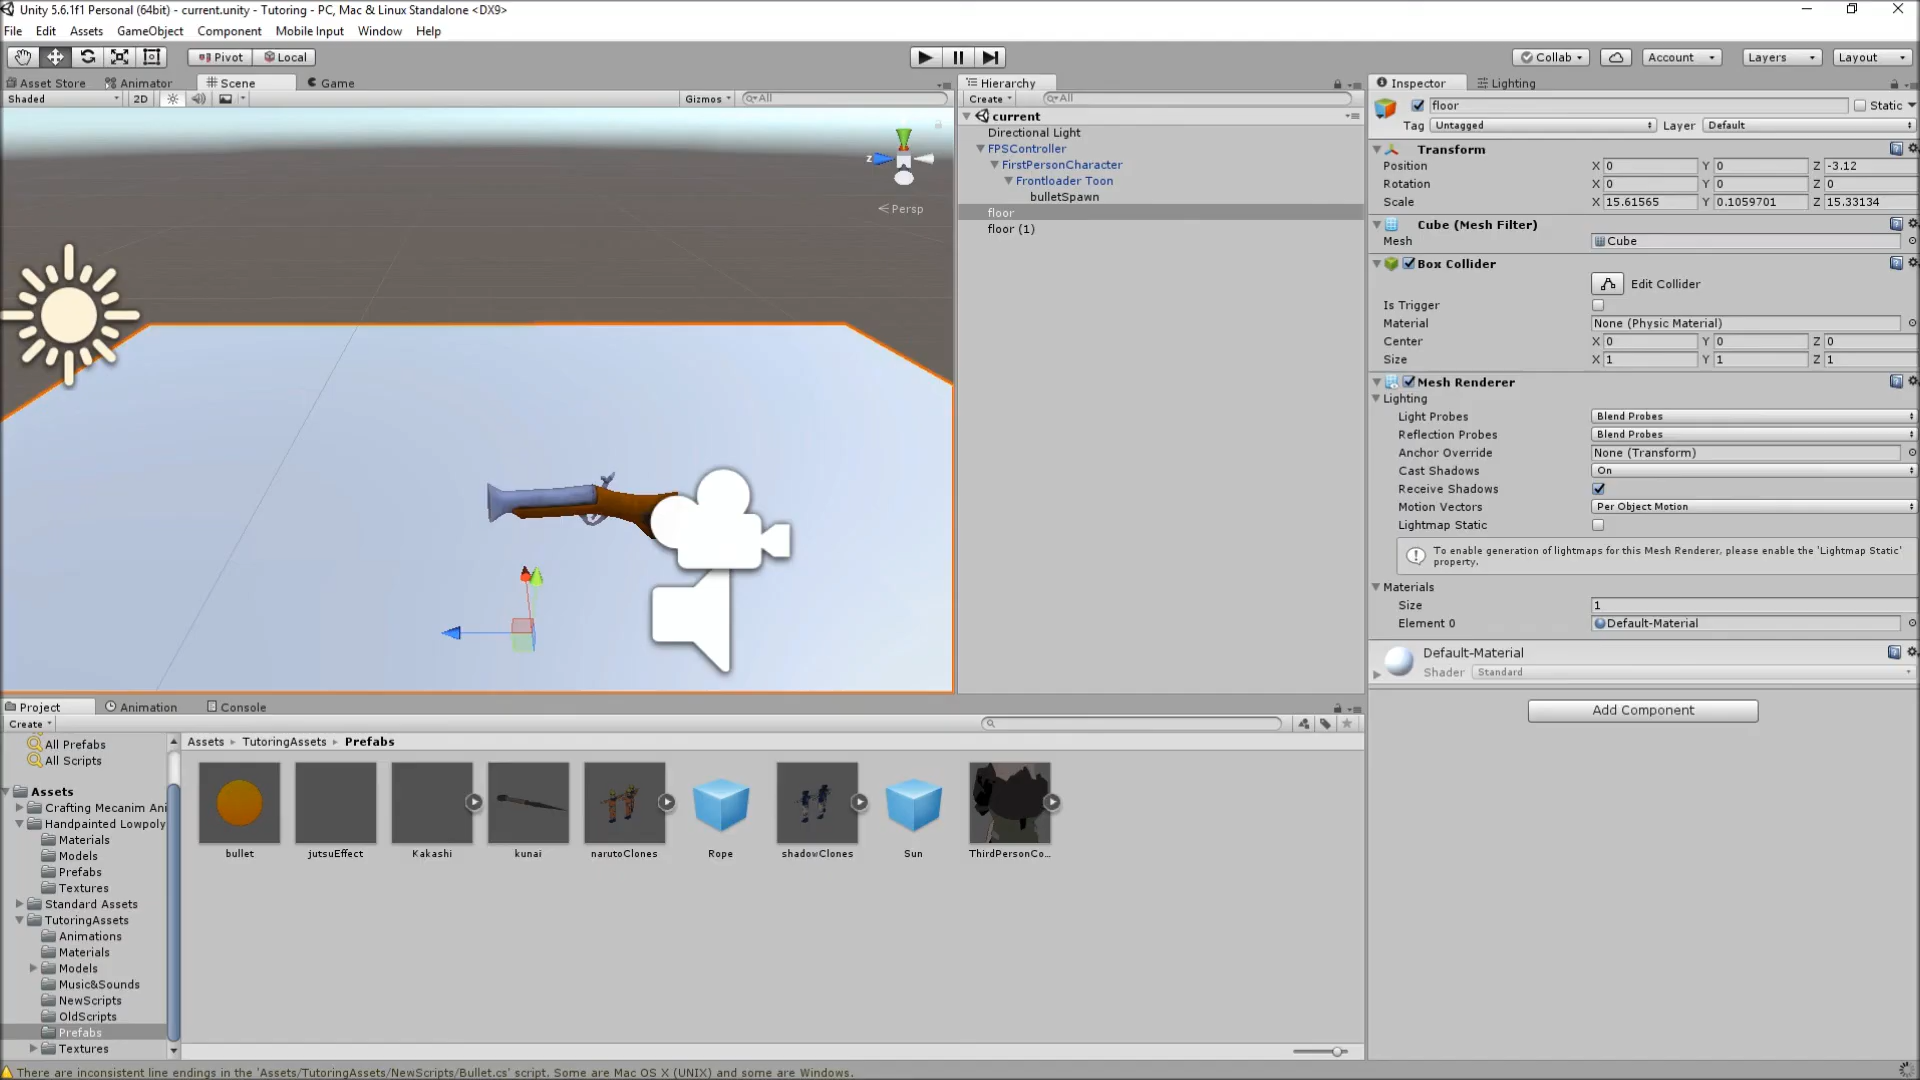 Unity 5.6.1f1 Personal (64bit) - current.unity - Tutoring - PC, Mac & Linux Standalone <DX9>
File Edit Assets GameObject Component Mobile Input Window Help
Pivot Local Collab Account Layers Layout
Asset Store Animator Scene Game Hierarchy Inspector Lighting
Shaded 2D Gizmos All Create All
floor Static
Tag Untagged Layer Default
current
Directional Light
FPSController
FirstPersonCharacter
Frontloader Toon
bulletSpawn
floor
floor (1)
z
Persp
Transform
Position X 0 Y 0 Z -3.12
Rotation X 0 Y 0 Z 0
Scale X 15.61565 Y 0.1059701 Z 15.33134
Cube (Mesh Filter)
Mesh Cube
Box Collider
Edit Collider
Is Trigger
Material None (Physic Material)
Center X 0 Y 0 Z 0
Size X 1 Y 1 Z 1
Mesh Renderer
Lighting
Light Probes Blend Probes
Reflection Probes Blend Probes
Anchor Override None (Transform)
Cast Shadows On
Receive Shadows
Motion Vectors Per Object Motion
Lightmap Static
To enable generation of lightmaps for this Mesh Renderer, please enable the 'Lightmap Static'
property.
Materials
Size 1
Element 0 Default-Material
Default-Material
Shader Standard
Add Component
Project Animation Console
Create
All Prefabs
All Scripts
Assets
Crafting Mecanim Ani
Handpainted Lowpoly
Materials
Models
Prefabs
Textures
Standard Assets
TutoringAssets
Animations
Materials
Models
Music&Sounds
NewScripts
OldScripts
Prefabs
Textures
Assets TutoringAssets Prefabs
bullet jutsuEffect Kakashi kunai narutoClones Rope shadowClones Sun ThirdPersonCo...
There are inconsistent line endings in the 'Assets/TutoringAssets/NewScripts/Bullet.cs' script. Some are Mac OS X (UNIX) and some are Windows.